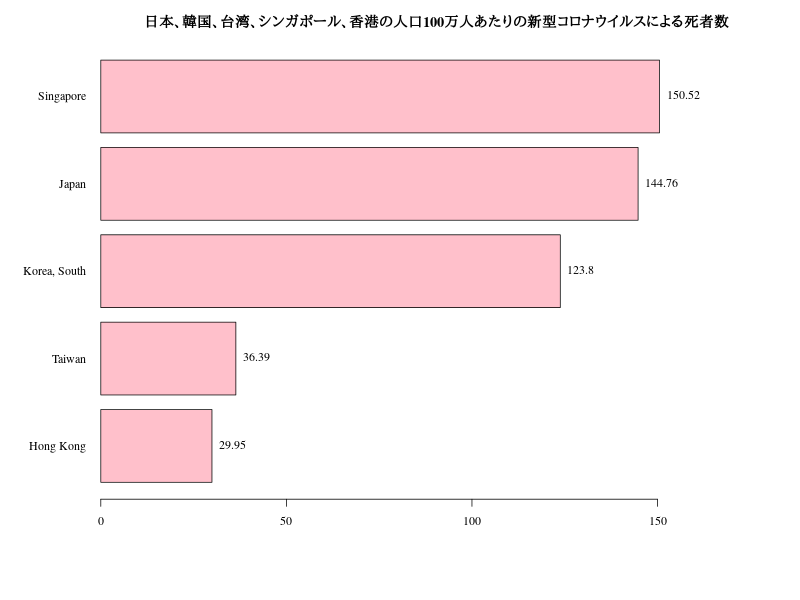 日本、韓国、台湾、シンガポール、香港の人口100万人あたりの新型コロナウイルスによる死者数
Singapore 150.52
Japan 144.76
Korea, South 123.8
Taiwan 36.39
Hong Kong 29.95
0 50 100 150